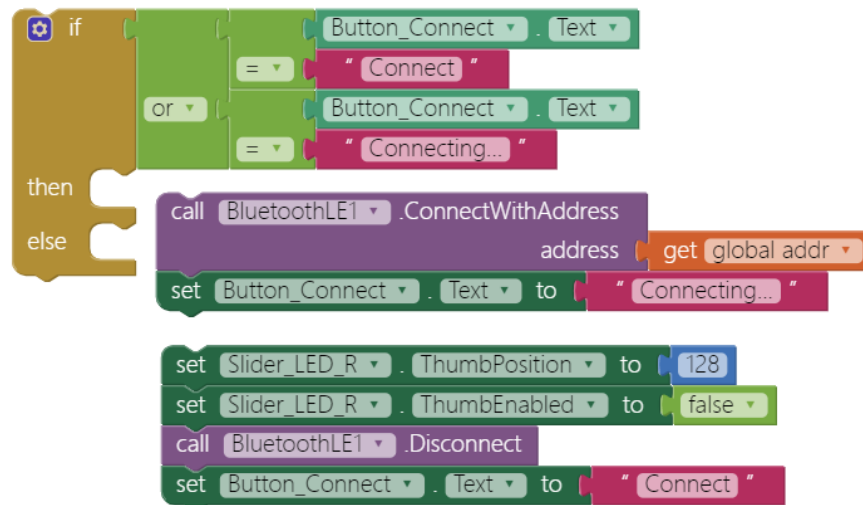 if Button_Connect . Text
= " Connect "
or Button_Connect . Text
= " Connecting... "
then
call BluetoothLE1 .ConnectWithAddress
else
address get global addr
set Button_Connect . Text to " Connecting... "
set Slider_LED_R . ThumbPosition to 128
set Slider_LED_R . ThumbEnabled to false
call BluetoothLE1 .Disconnect
set Button_Connect . Text to " Connect "